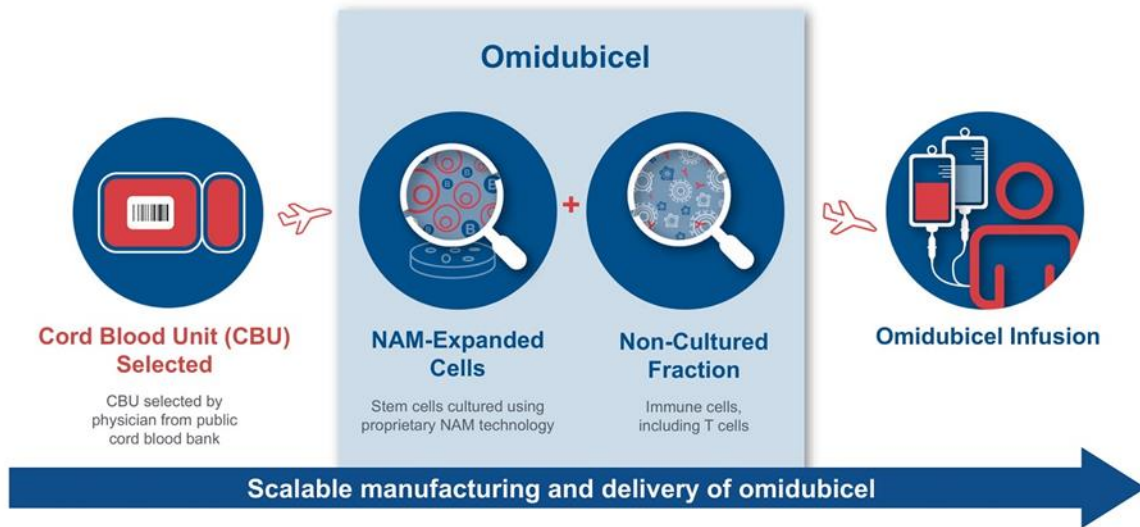 Omidubicel
Cord Blood Unit (CBU)
Selected
CBU selected by
physician from public
cord blood bank
B
B
B
B
B
+
NAM-Expanded
Cells
Stem cells cultured using
proprietary NAM technology
Non-Cultured
Fraction
Immune cells,
including T cells
Omidubicel Infusion
Scalable manufacturing and delivery of omidubicel